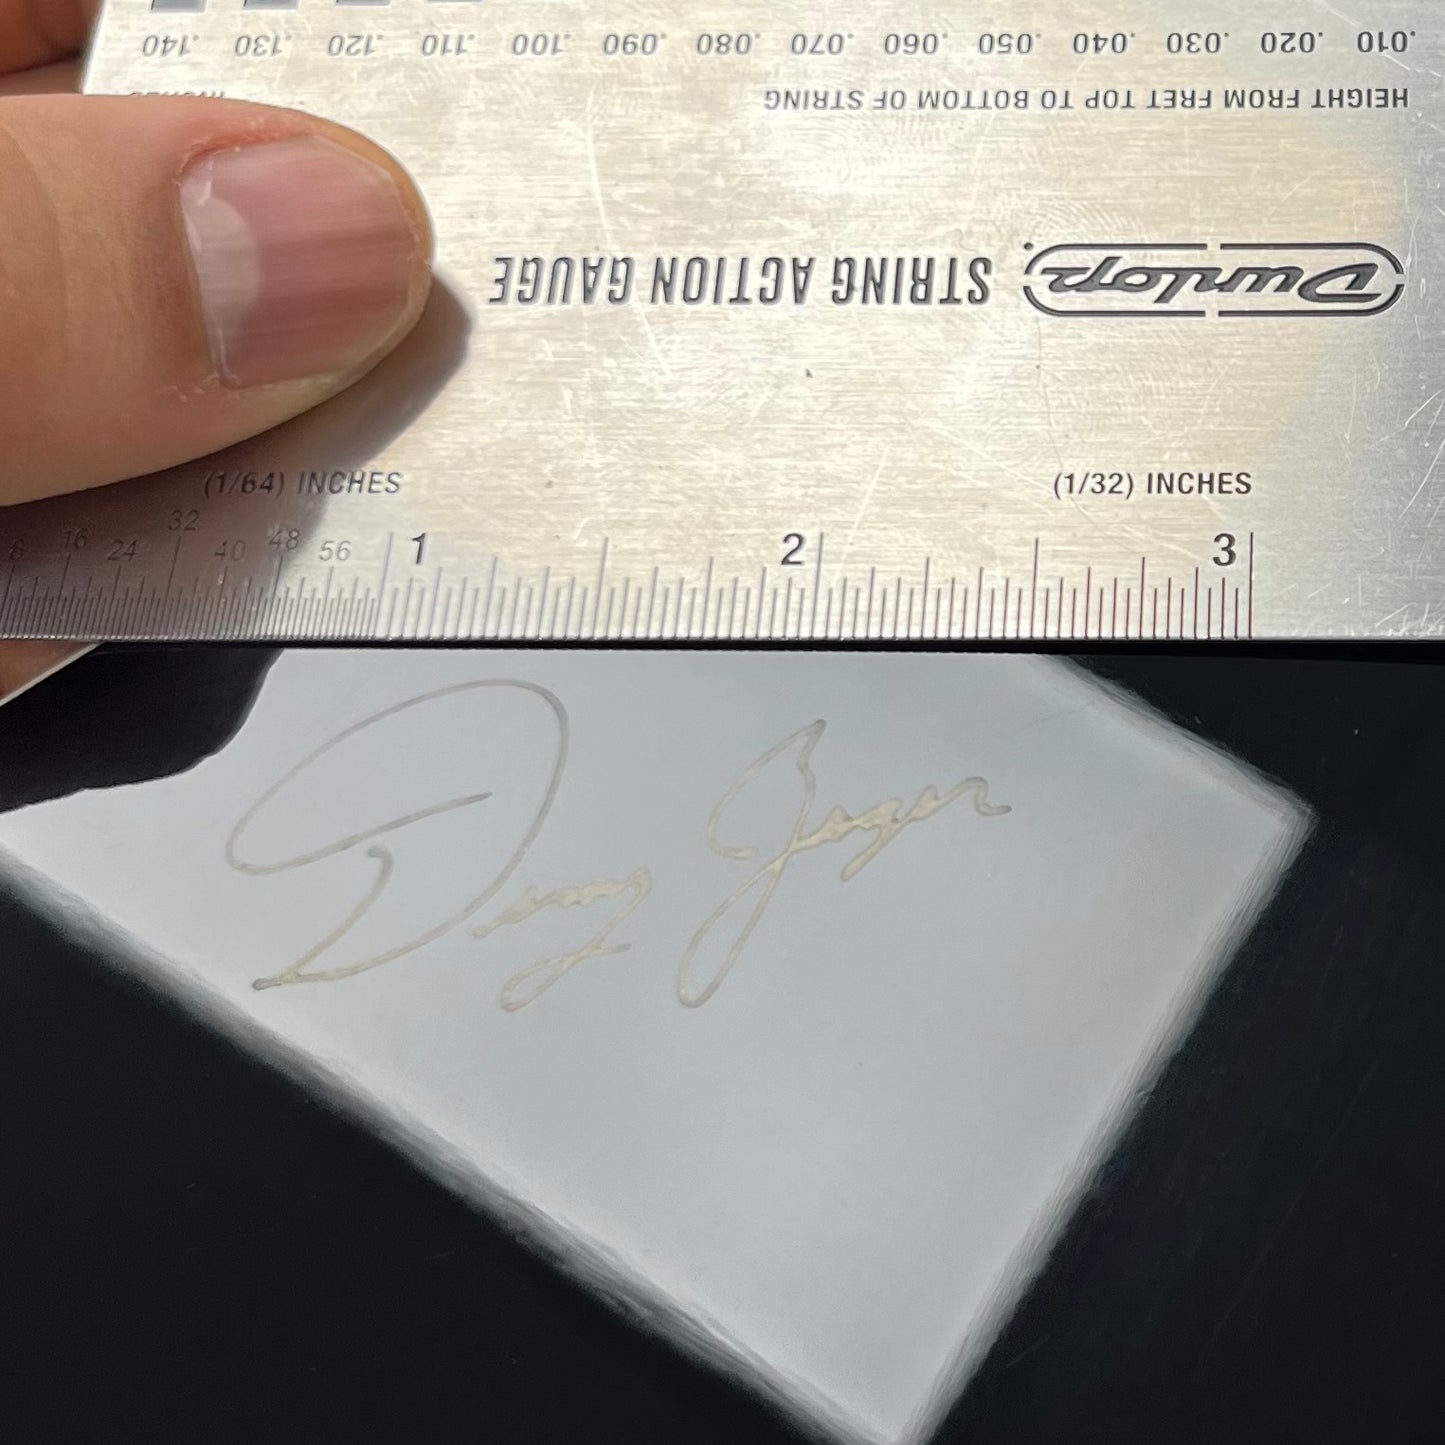 .010 .020 .030 .040 .050 .060 .070 .080 .090 .100 .110 .120 .130 .140
HEIGHT FROM FRET TOP TO BOTTOM OF STRING
INCHES
Dunlop STRING ACTION GAUGE
(1/64) INCHES (1/32) INCHES
8 16 24 32 40 48 56 1 2 3